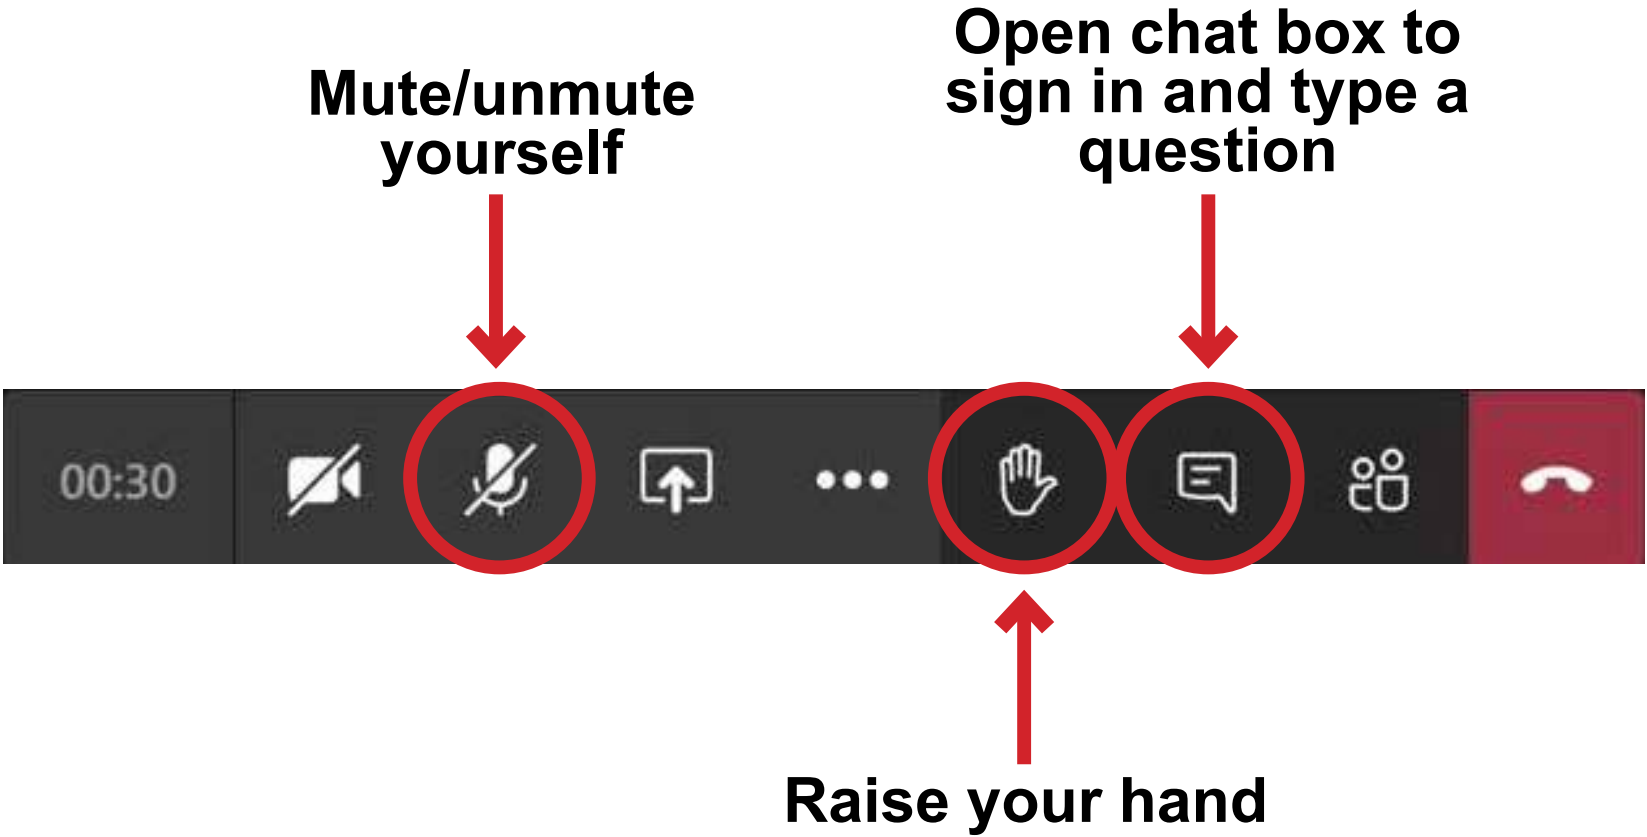 Open chat box to
sign in and type a
question
Mute/unmute
yourself
00:30
Raise your hand